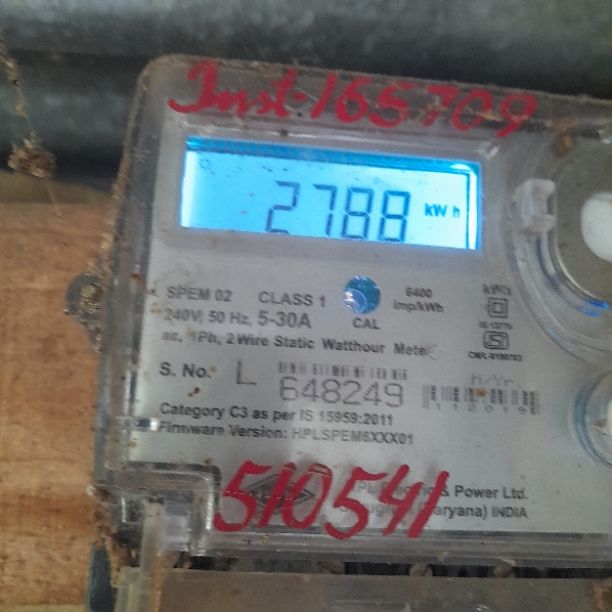 Inst-165709
2788 kWh
SPEM 02 CLASS 1 6400
240V, 50 Hz, 5-30A CAL imp/kWh
ac, 1Ph, 2 Wire Static Watthour Meter
S. No. L 648249
112019
Category C3 as per IS 15959:2011
Firmware Version: HPLSPEM6XXX01
510541
& Power Ltd.
INDIA